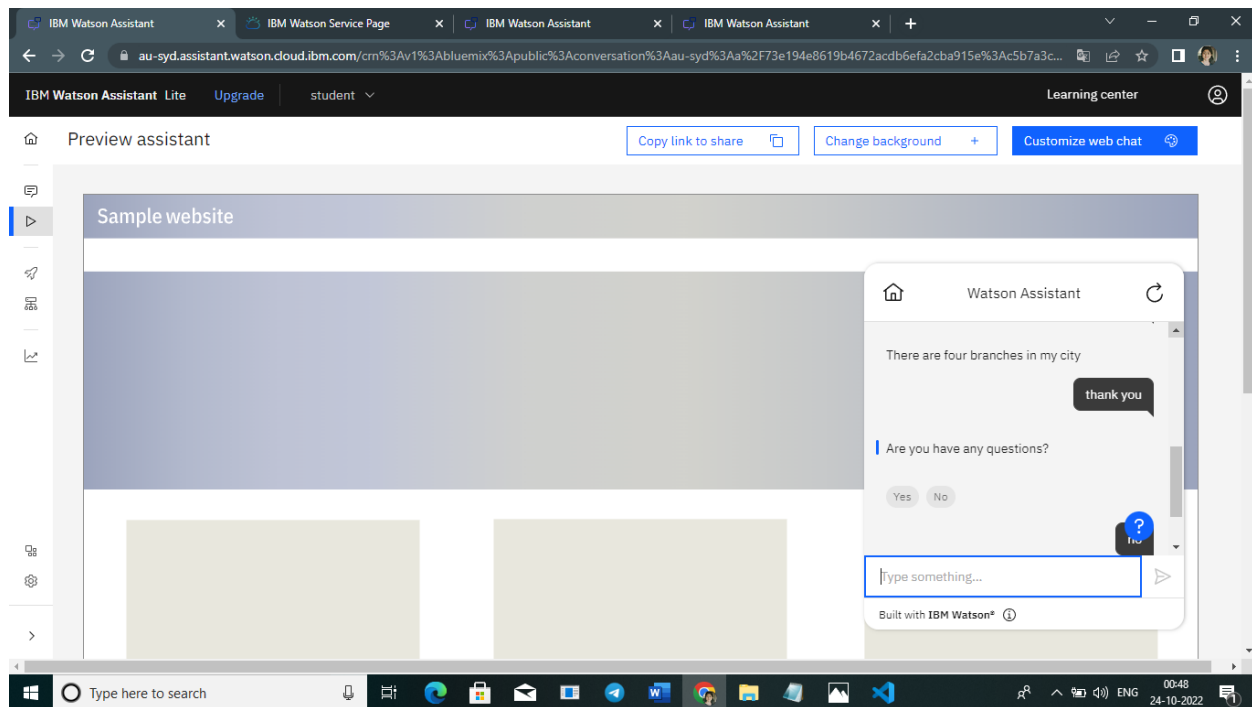 IBM Watson Assistant
IBM Watson Service Page
IBM Watson Assistant
IBM Watson Assistant
au-syd.assistant.watson.cloud.ibm.com/crn%3Av1%3Abluemix%3Apublic%3Aconversation%3Aau-syd%3Aa%2F73e194e8619b4672acdb6efa2cba915e%3Ac5b7a3c...
IBM Watson Assistant Lite Upgrade student Learning center
Preview assistant Copy link to share Change background + Customize web chat
Sample website
Watson Assistant
There are four branches in my city
thank you
Are you have any questions?
Yes No
?
no
Type something...
Built with IBM Watson®
Type here to search
ENG
00:48
24-10-2022
1